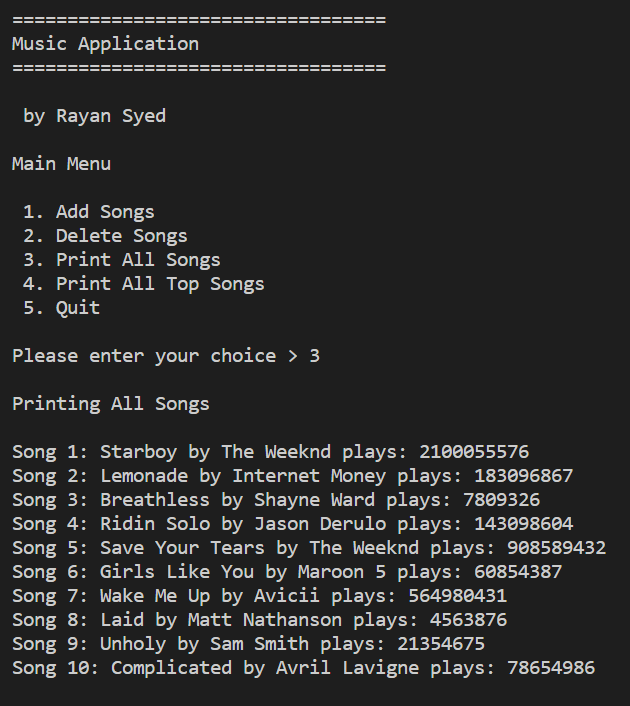 ==================================
Music Application
==================================
by Rayan Syed
Main Menu
1. Add Songs
2. Delete Songs
3. Print All Songs
4. Print All Top Songs
5. Quit
Please enter your choice > 3
Printing All Songs
Song 1: Starboy by The Weeknd plays: 2100055576
Song 2: Lemonade by Internet Money plays: 183096867
Song 3: Breathless by Shayne Ward plays: 7809326
Song 4: Ridin Solo by Jason Derulo plays: 143098604
Song 5: Save Your Tears by The Weeknd plays: 908589432
Song 6: Girls Like You by Maroon 5 plays: 60854387
Song 7: Wake Me Up by Avicii plays: 564980431
Song 8: Laid by Matt Nathanson plays: 4563876
Song 9: Unholy by Sam Smith plays: 21354675
Song 10: Complicated by Avril Lavigne plays: 78654986